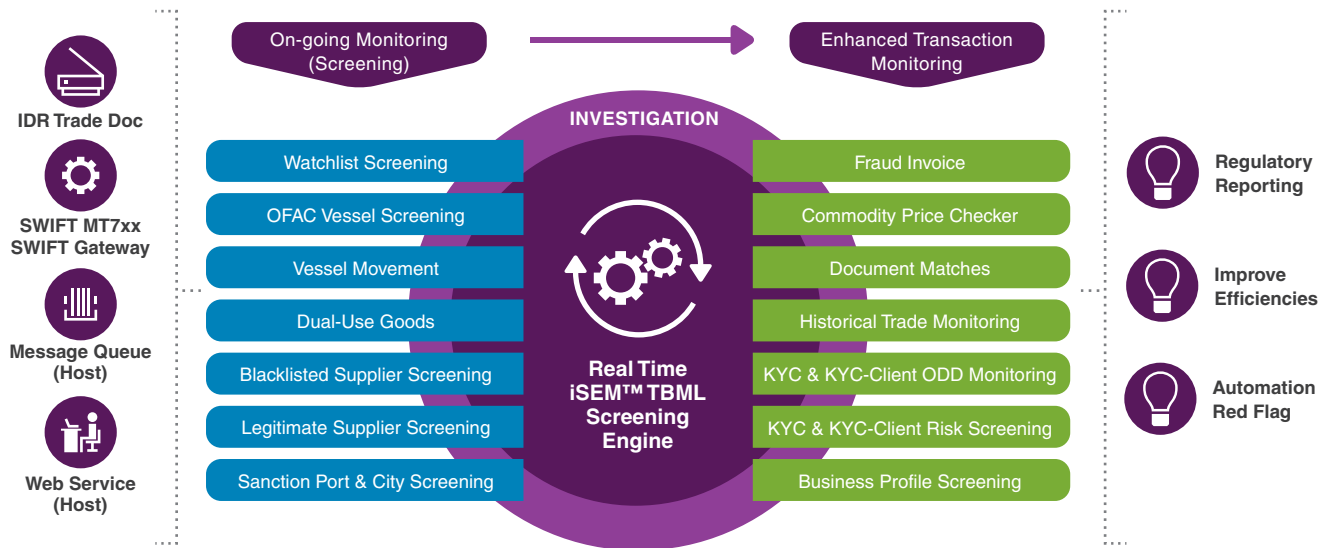 IDR Trade Doc
SWIFT MT7xx
SWIFT Gateway
Message Queue
(Host)
Web Service
(Host)
On-going Monitoring
(Screening)
Enhanced Transaction
Monitoring
INVESTIGATION
Watchlist Screening
OFAC Vessel Screening
Vessel Movement
Dual-Use Goods
Blacklisted Supplier Screening
Legitimate Supplier Screening
Sanction Port & City Screening
Real Time
iSEM™ TBML
Screening
Engine
Fraud Invoice
Commodity Price Checker
Document Matches
Historical Trade Monitoring
KYC & KYC-Client ODD Monitoring
KYC & KYC-Client Risk Screening
Business Profile Screening
Regulatory
Reporting
Improve
Efficiencies
Automation
Red Flag